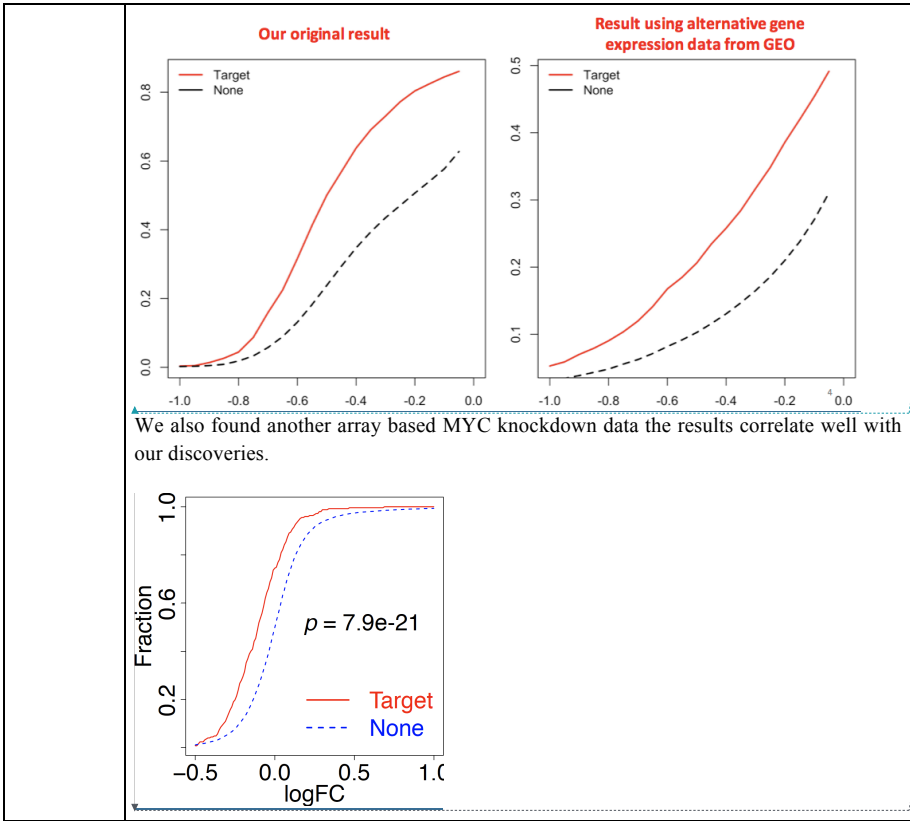 Our original result
Result using alternative gene
expression data from GEO
Target
None
0.0
0.2
0.4
0.6
0.8
-1.0
-0.8
-0.6
-0.4
-0.2
0.0
Target
None
0.1
0.2
0.3
0.4
0.5
-1.0
-0.8
-0.6
-0.4
-0.2
0.0
4
We also found another array based MYC knockdown data the results correlate well with
our discoveries.
Fraction
0.2
0.6
1.0
p = 7.9e-21
Target
None
−0.5
0.0
0.5
1.0
logFC